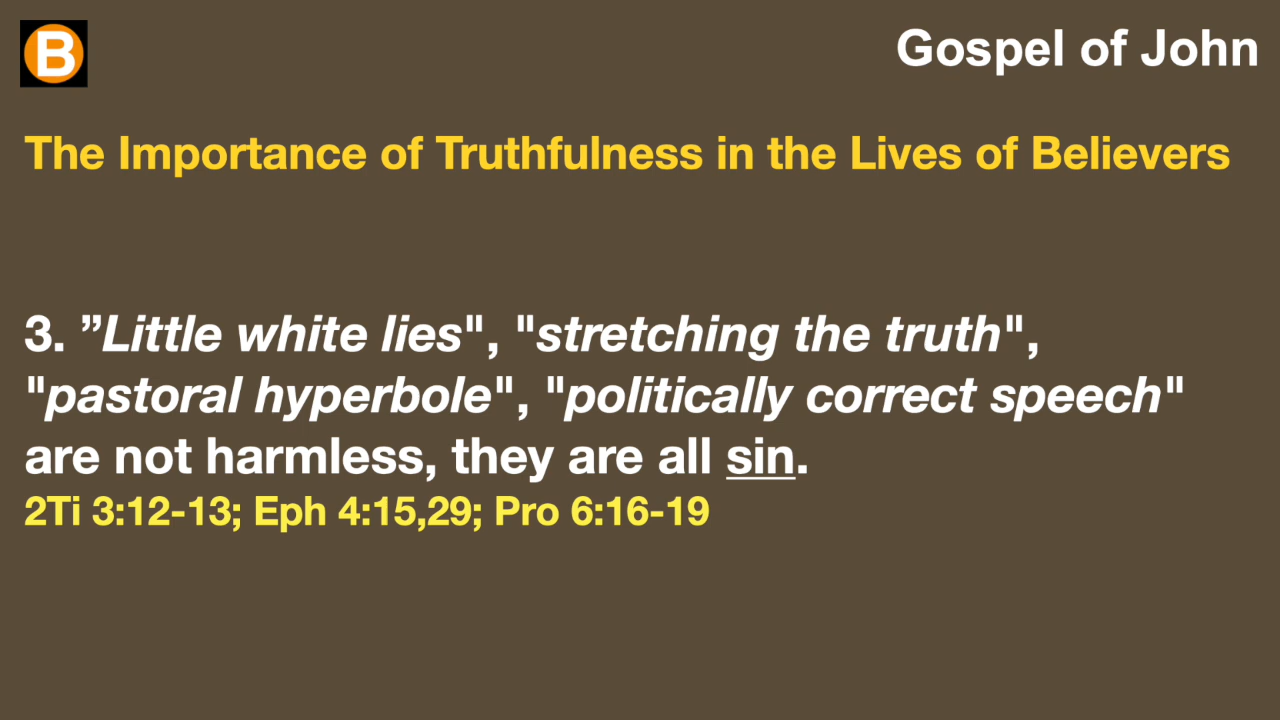 B
Gospel of John
The Importance of Truthfulness in the Lives of Believers
3. ”Little white lies", "stretching the truth",
"pastoral hyperbole", "politically correct speech"
are not harmless, they are all sin.
2Ti 3:12-13; Eph 4:15,29; Pro 6:16-19